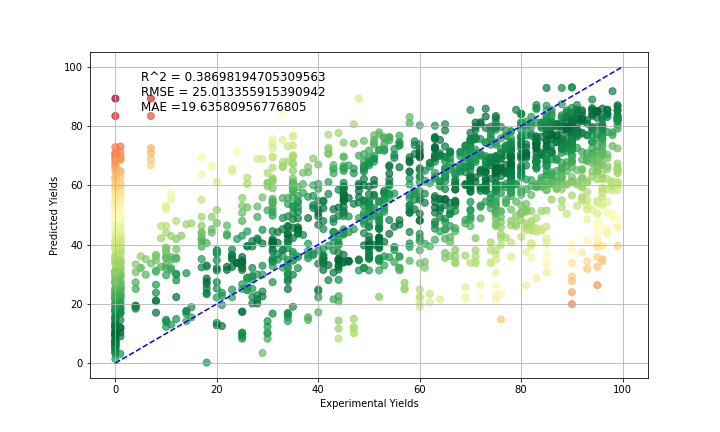 R^2 = 0.38698194705309563
RMSE = 25.013355915390942
MAE =19.63580956776805
100
80
60
40
20
0
Predicted Yields
0 20 40 60 80 100
Experimental Yields